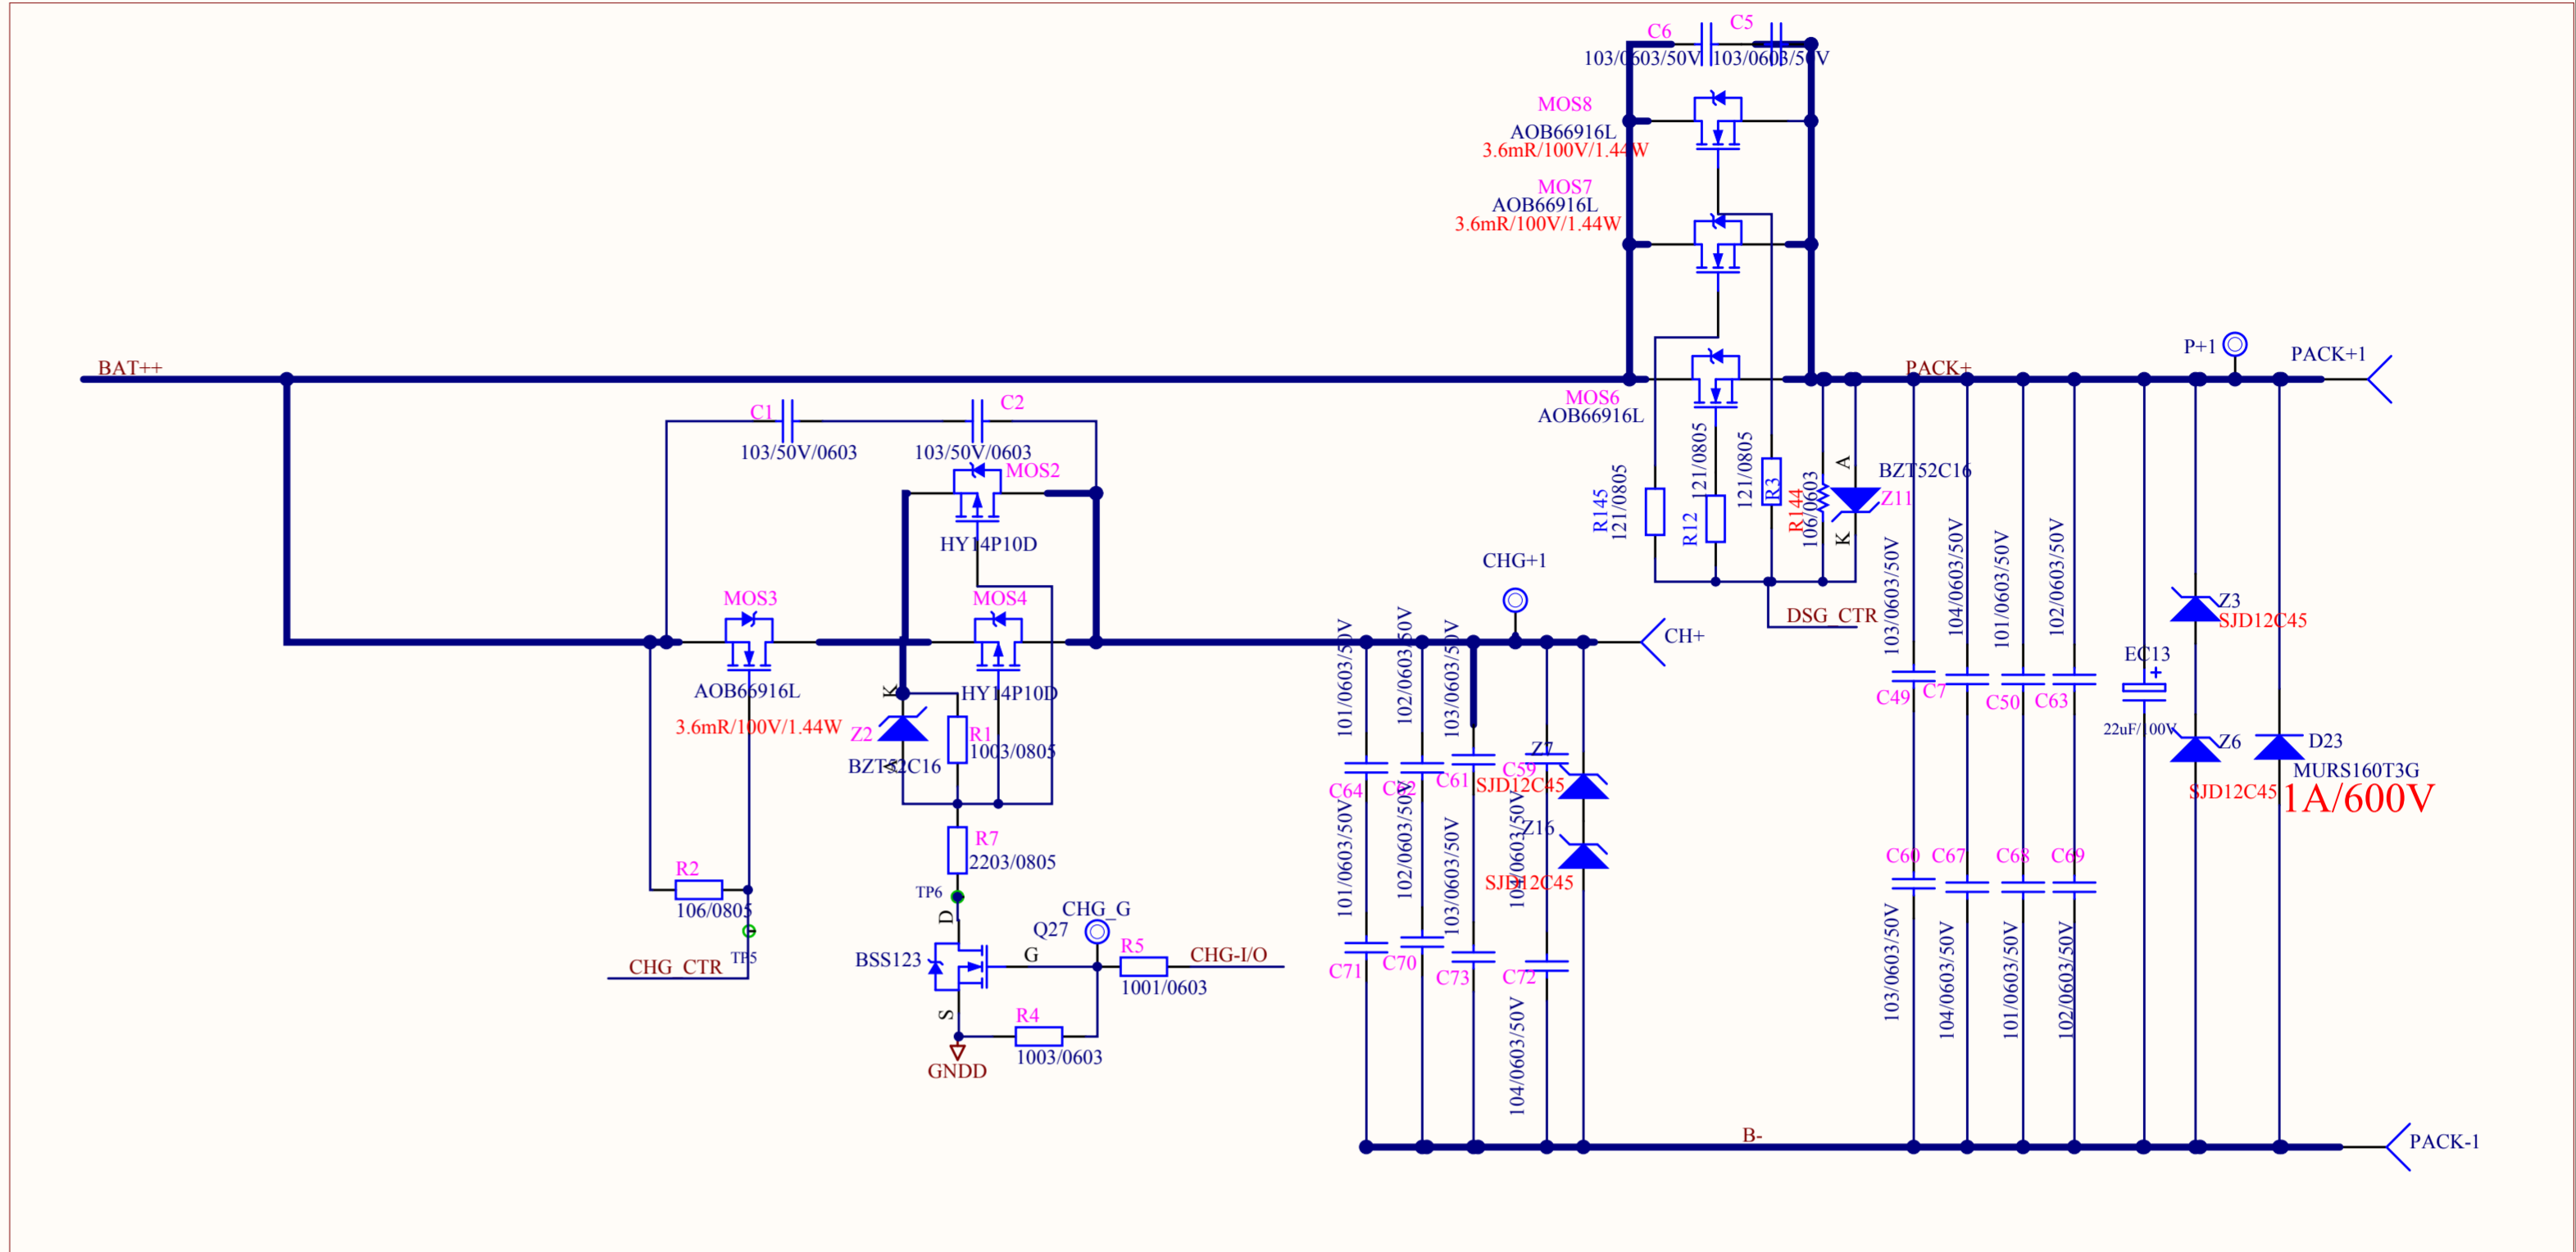 C6
C5
103/0603/50V
103/0603/50V
MOS8
AOB66916L
3.6mR/100V/1.44W
MOS7
AOB66916L
3.6mR/100V/1.44W
BAT++
P+1
PACK+1
PACK+
MOS6
AOB66916L
C1
C2
103/50V/0603
103/50V/0603
MOS2
HY14P10D
R145
121/0805
R12
121/0805
121/0805
R3
R144
106/0603
A
K
BZT52C16
Z11
DSG_CTR
CHG+1
CH+
MOS3
AOB66916L
3.6mR/100V/1.44W
MOS4
HY14P10D
K
Z2
A
BZT52C16
R1
1003/0805
R7
2203/0805
R2
106/0805
TP5
CHG_CTR
TP6
D
CHG_G
Q27
BSS123
G
R5
CHG-I/O
1001/0603
S
R4
1003/0603
GNDD
101/0603/50V
102/0603/50V
103/0603/50V
C64
C62
C61
C59
Z7
SJD12C45
101/0603/50V
102/0603/50V
103/0603/50V
104/0603/50V
Z16
SJD12C45
C71
C70
C73
C72
104/0603/50V
103/0603/50V
104/0603/50V
101/0603/50V
102/0603/50V
C49
C7
C50
C63
EC13
+
22uF/100V
Z3
SJD12C45
Z6
SJD12C45
D23
MURS160T3G
1A/600V
C60
C67
C68
C69
103/0603/50V
104/0603/50V
101/0603/50V
102/0603/50V
B-
PACK-1